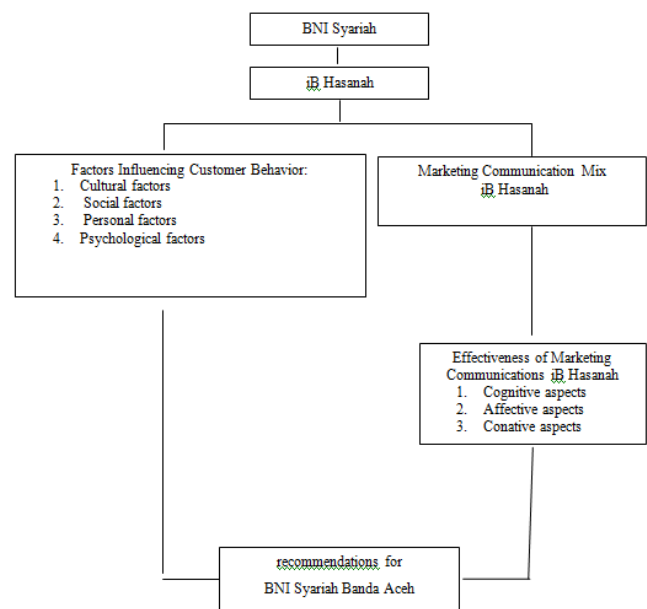 BNI Syariah
iB Hasanah
Factors Influencing Customer Behavior:
1. Cultural factors
2. Social factors
3. Personal factors
4. Psychological factors
Marketing Communication Mix
iB Hasanah
Effectiveness of Marketing
Communications iB Hasanah
1. Cognitive aspects
2. Affective aspects
3. Conative aspects
recommendations for
BNI Syariah Banda Aceh